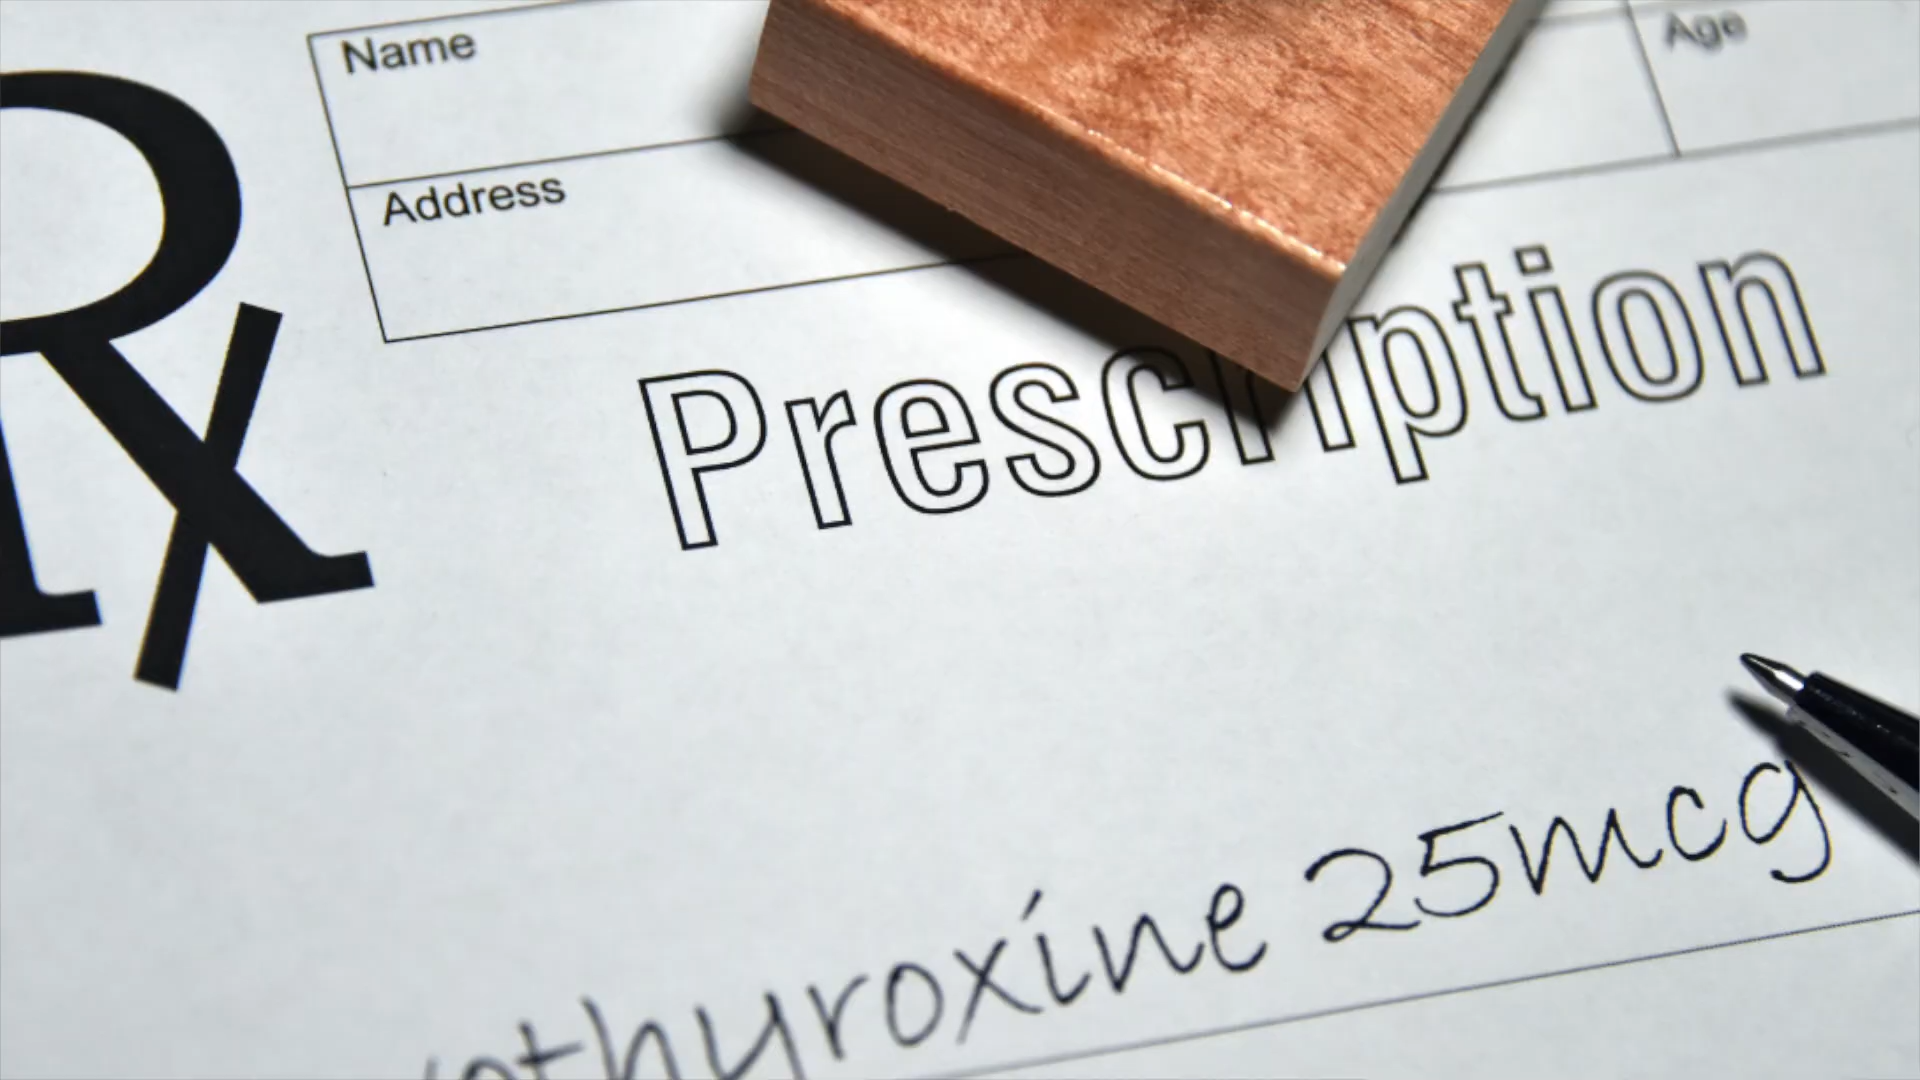 Rx
Name
Age
Address
Prescription
thyroxine 25mcg